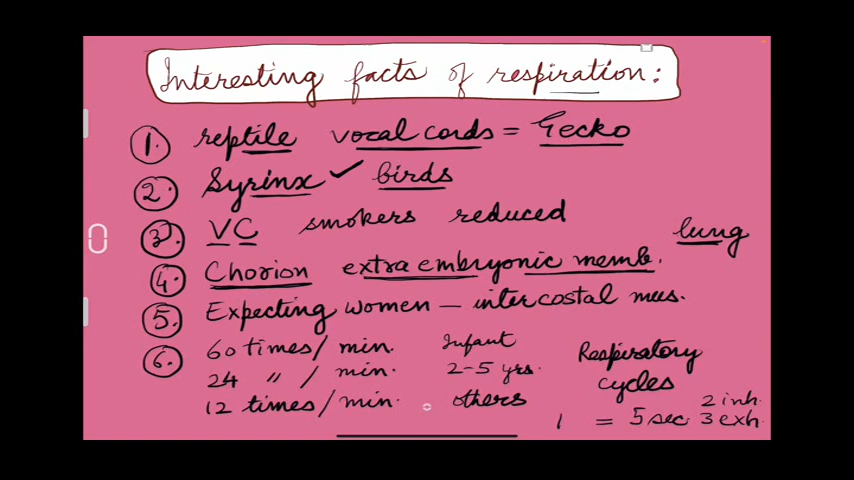 Interesting facts of respiration:
1. reptile vocal cords = Gecko
2. Syrinx ✓ birds
3. VC smokers reduced
lung
4. Chorion extra embryonic memb.
5. Expecting women – intercostal mus.
6. 60 times/min. Infant
24 〃 / min. 2-5 yrs.
12 times/min. others
Respiratory
cycles
1 = 5 sec 2 inh.
3 exh.